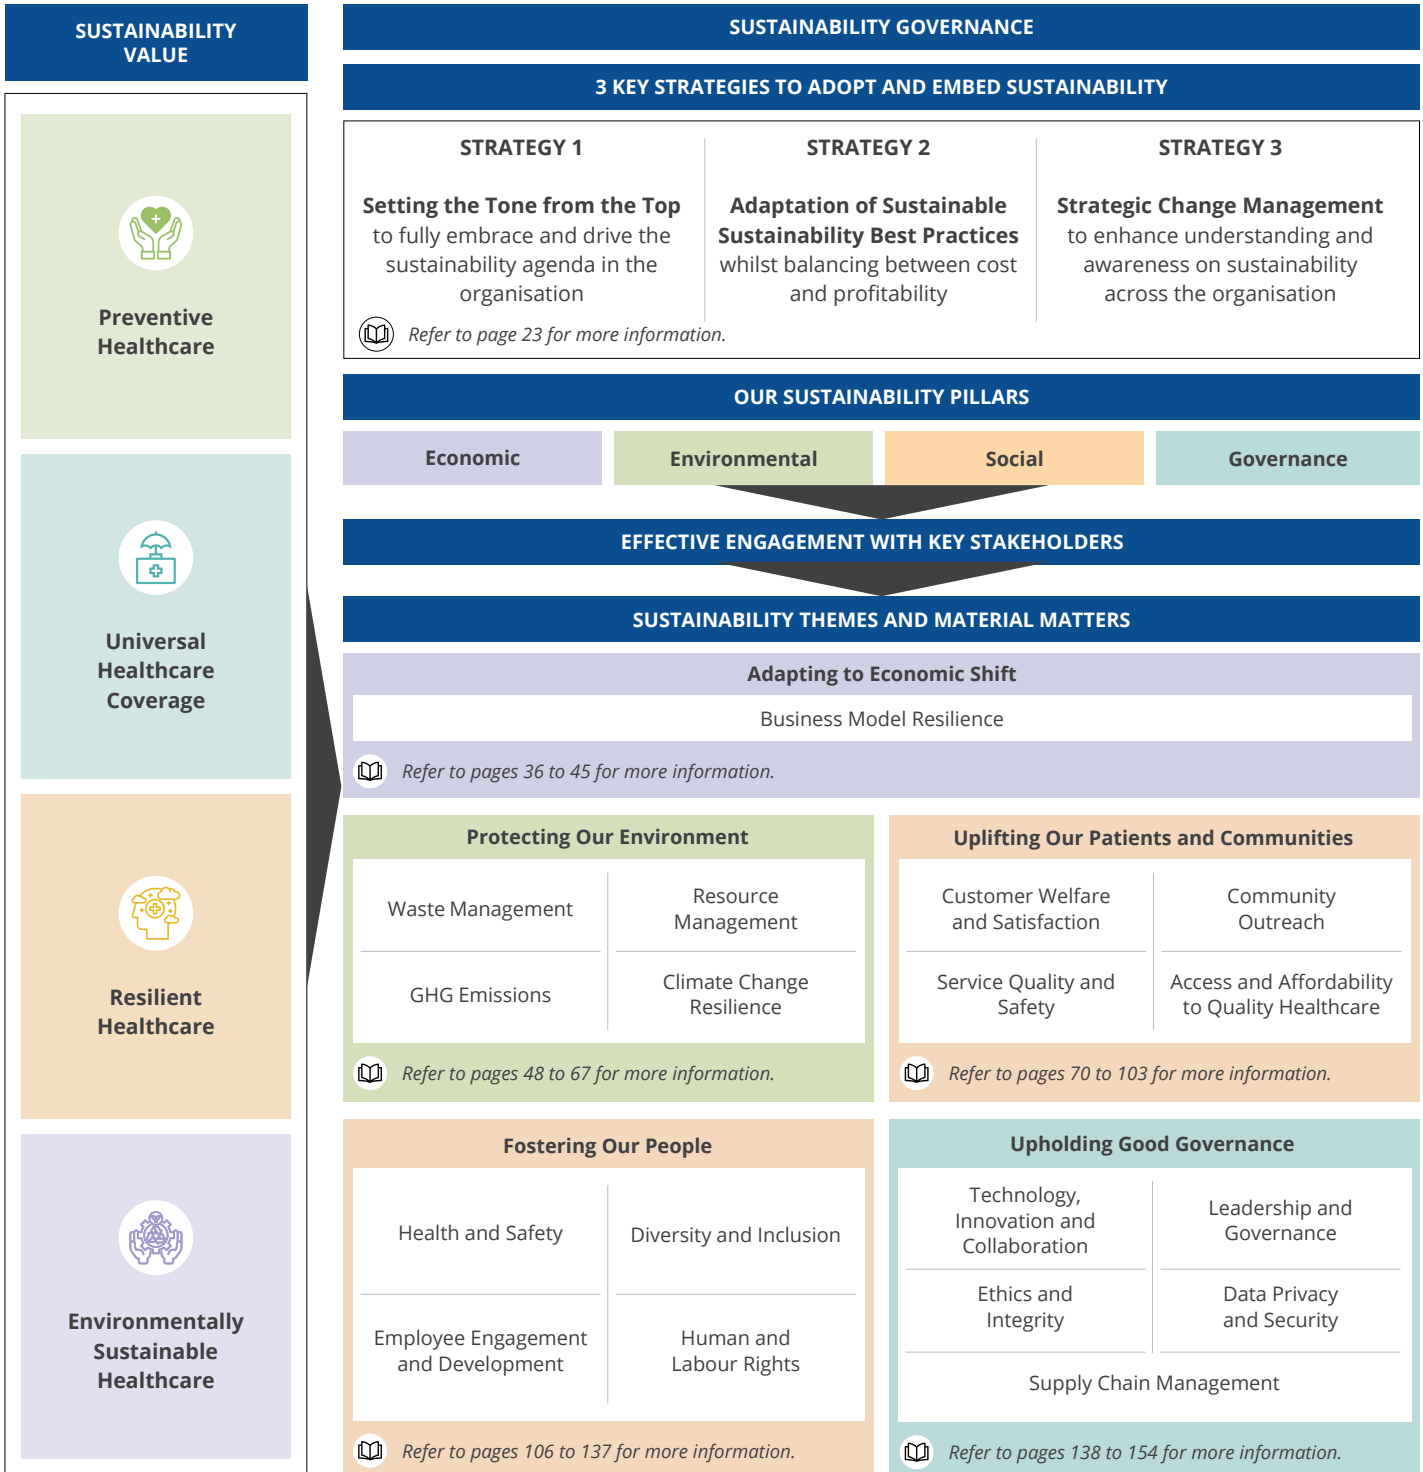 SUSTAINABILITY
VALUE
Preventive
Healthcare
Universal
Healthcare
Coverage
Resilient
Healthcare
Environmentally
Sustainable
Healthcare
SUSTAINABILITY GOVERNANCE
3 KEY STRATEGIES TO ADOPT AND EMBED SUSTAINABILITY
STRATEGY 1
Setting the Tone from the Top
to fully embrace and drive the
sustainability agenda in the
organisation
STRATEGY 2
Adaptation of Sustainable
Sustainability Best Practices
whilst balancing between cost
and profitability
STRATEGY 3
Strategic Change Management
to enhance understanding and
awareness on sustainability
across the organisation
Refer to page 23 for more information.
OUR SUSTAINABILITY PILLARS
Economic
Environmental
Social
Governance
EFFECTIVE ENGAGEMENT WITH KEY STAKEHOLDERS
SUSTAINABILITY THEMES AND MATERIAL MATTERS
Adapting to Economic Shift
Business Model Resilience
Refer to pages 36 to 45 for more information.
Protecting Our Environment
Waste Management
Resource
Management
GHG Emissions
Climate Change
Resilience
Refer to pages 48 to 67 for more information.
Uplifting Our Patients and Communities
Customer Welfare
and Satisfaction
Community
Outreach
Service Quality and
Safety
Access and Affordability
to Quality Healthcare
Refer to pages 70 to 103 for more information.
Fostering Our People
Health and Safety
Diversity and Inclusion
Employee Engagement
and Development
Human and
Labour Rights
Refer to pages 106 to 137 for more information.
Upholding Good Governance
Technology,
Innovation and
Collaboration
Leadership and
Governance
Ethics and
Integrity
Data Privacy
and Security
Supply Chain Management
Refer to pages 138 to 154 for more information.